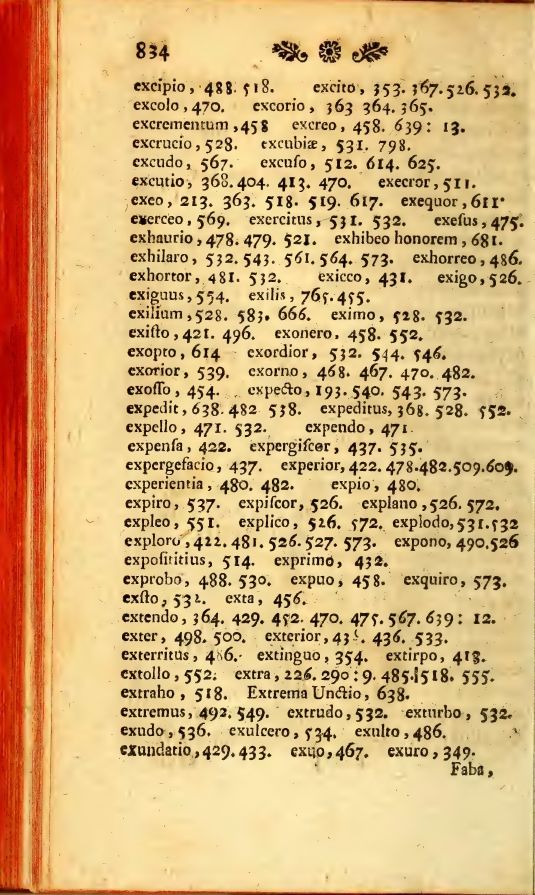 834
excipio, 488. 518. excito, 353. 367. 526. 532.
excolo, 470. excorio, 363 364. 365.
excrementum, 458 excreo, 458. 639: 13.
excrucio, 528. excubiæ, 531. 798.
excudo, 567. excuſo, 512. 614. 625.
excutio, 368. 404. 413. 470. execror, 511.
exeo, 213. 363. 518. 519. 617. exequor, 611.
exerceo, 569. exercitus, 531. 532. exeſus, 475.
exhaurio, 478. 479. 521. exhibeo honorem, 681.
exhilaro, 532. 543. 561. 564. 573. exhorreo, 486.
exhortor, 481. 532. exicco, 431. exigo, 526.
exiguus, 554. exilis, 765. 455.
exilium, 528. 583. 666. eximo, 528. 532.
exiſto, 421. 496. exonero, 458. 552.
exopto, 614 exordior, 532. 544. 546.
exorior, 539. exorno, 468. 467. 470. 482.
exoſſo, 454. expecto, 193. 540. 543. 573.
expedit, 638. 482 538. expeditus, 368. 528. 552.
expello, 471. 532. expendo, 471.
expenſa, 422. expergiſcor, 437. 535.
expergefacio, 437. experior, 422. 478. 482. 509. 609.
experientia, 480. 482. expio, 480.
expiro, 537. expiſcor, 526. explano, 526. 572.
expleo, 551. explico, 526. 572. explodo, 531. 532
exploro, 422. 481. 526. 527. 573. expono, 490. 526
expoſititius, 514. exprimo, 432.
exprobo, 488. 530. expuo, 458. exquiro, 573.
exſto, 532. exta, 456.
extendo, 364. 429. 452. 470. 475. 567. 639: 12.
exter, 498. 500. exterior, 436. 533.
exterritus, 486. extinguo, 354. extirpo, 418.
extollo, 552. extra, 226. 290: 9. 485. 518. 555.
extraho, 518. Extrema Unctio, 638.
extremus, 492. 549. extrudo, 532. exturbo, 532.
exudo, 536. exulcero, 534. exulto, 486.
exundatio, 429. 433. exuo, 467. exuro, 349.
Faba,